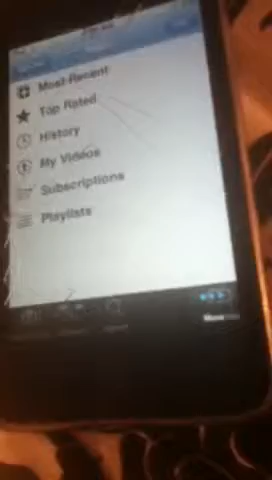 Most Recent
Top Rated
History
My Videos
Subscriptions
Playlists
More